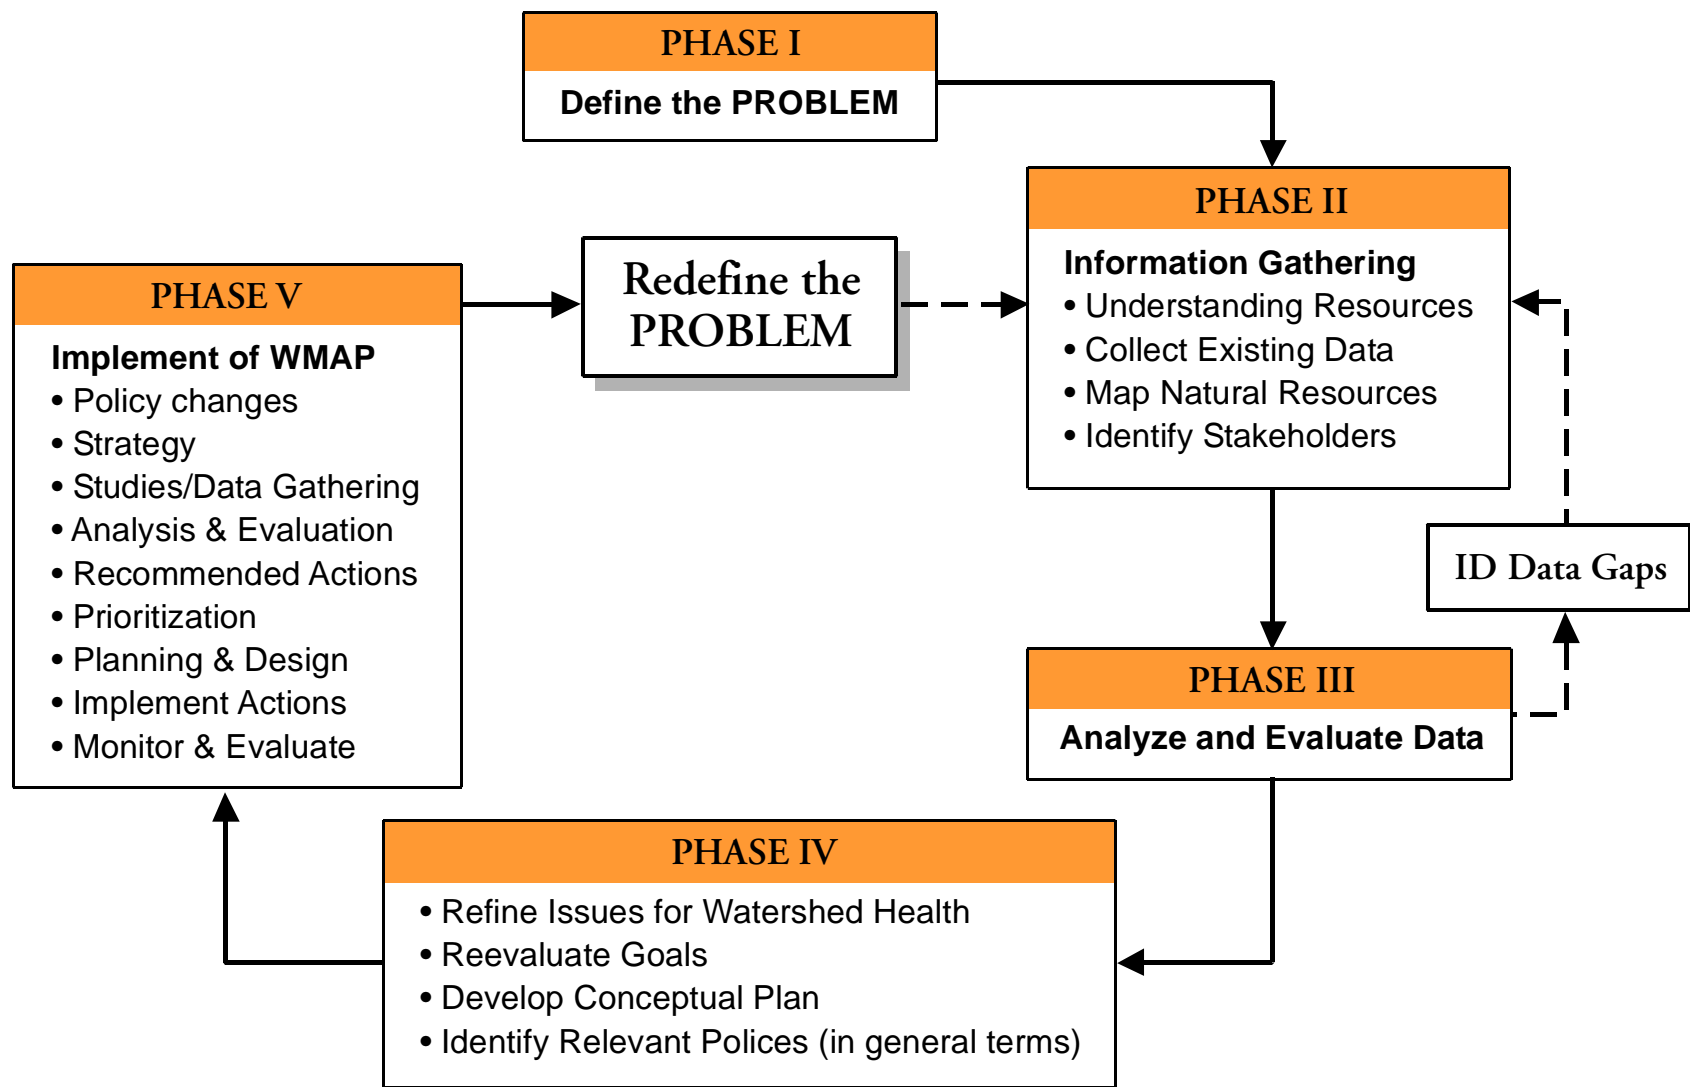 PHASE I
Define the PROBLEM
PHASE II
Information Gathering
• Understanding Resources
• Collect Existing Data
• Map Natural Resources
• Identify Stakeholders
Redefine the
PROBLEM
PHASE V
Implement of WMAP
• Policy changes
• Strategy
• Studies/Data Gathering
• Analysis & Evaluation
• Recommended Actions
• Prioritization
• Planning & Design
• Implement Actions
• Monitor & Evaluate
ID Data Gaps
PHASE III
Analyze and Evaluate Data
PHASE IV
• Refine Issues for Watershed Health
• Reevaluate Goals
• Develop Conceptual Plan
• Identify Relevant Polices (in general terms)